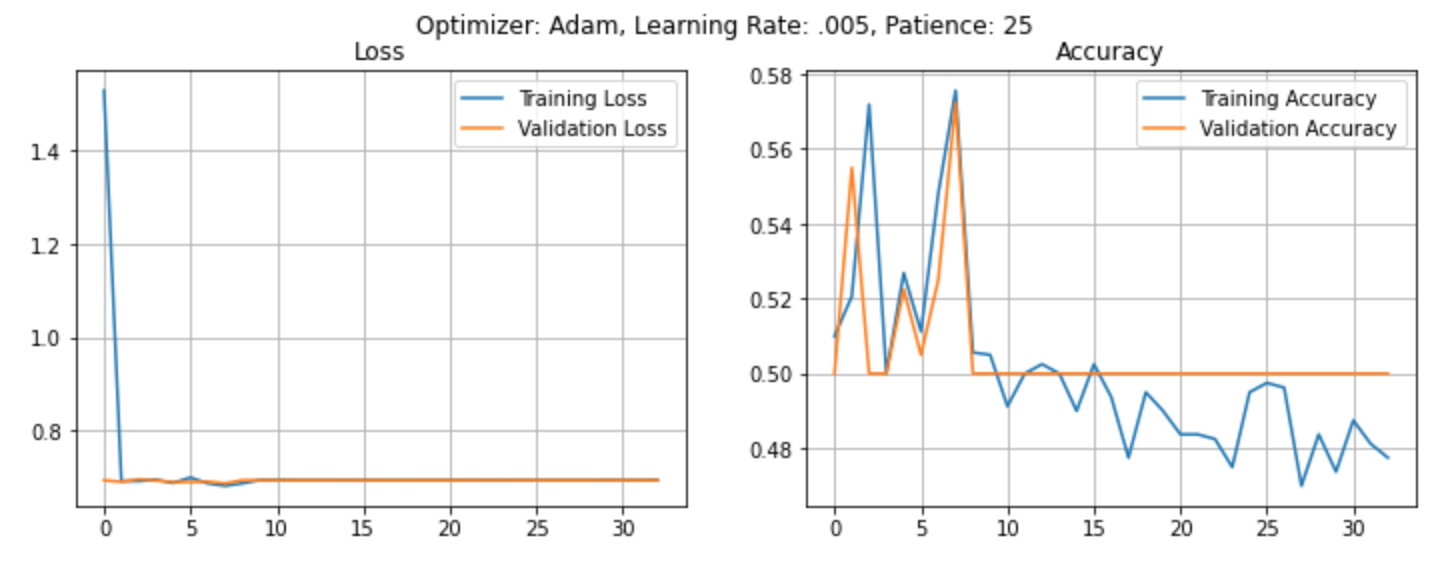 Optimizer: Adam, Learning Rate: .005, Patience: 25
Loss
Training Loss
Validation Loss
1.4
1.2
1.0
0.8
0 5 10 15 20 25 30
Accuracy
Training Accuracy
Validation Accuracy
0.58
0.56
0.54
0.52
0.50
0.48
0 5 10 15 20 25 30